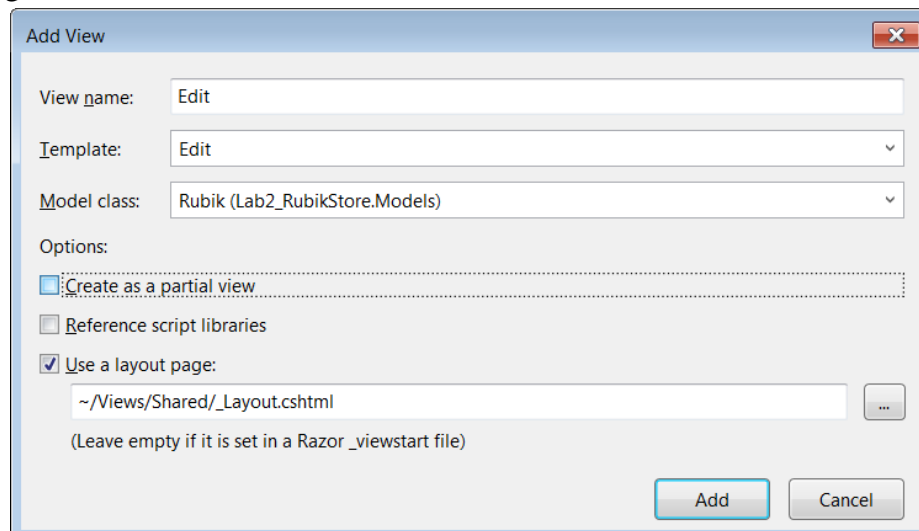 Add View
View name: Edit
Template: Edit
Model class: Rubik (Lab2_RubikStore.Models)
Options:
Create as a partial view
Reference script libraries
Use a layout page:
~/Views/Shared/_Layout.cshtml ...
(Leave empty if it is set in a Razor _viewstart file)
Add Cancel